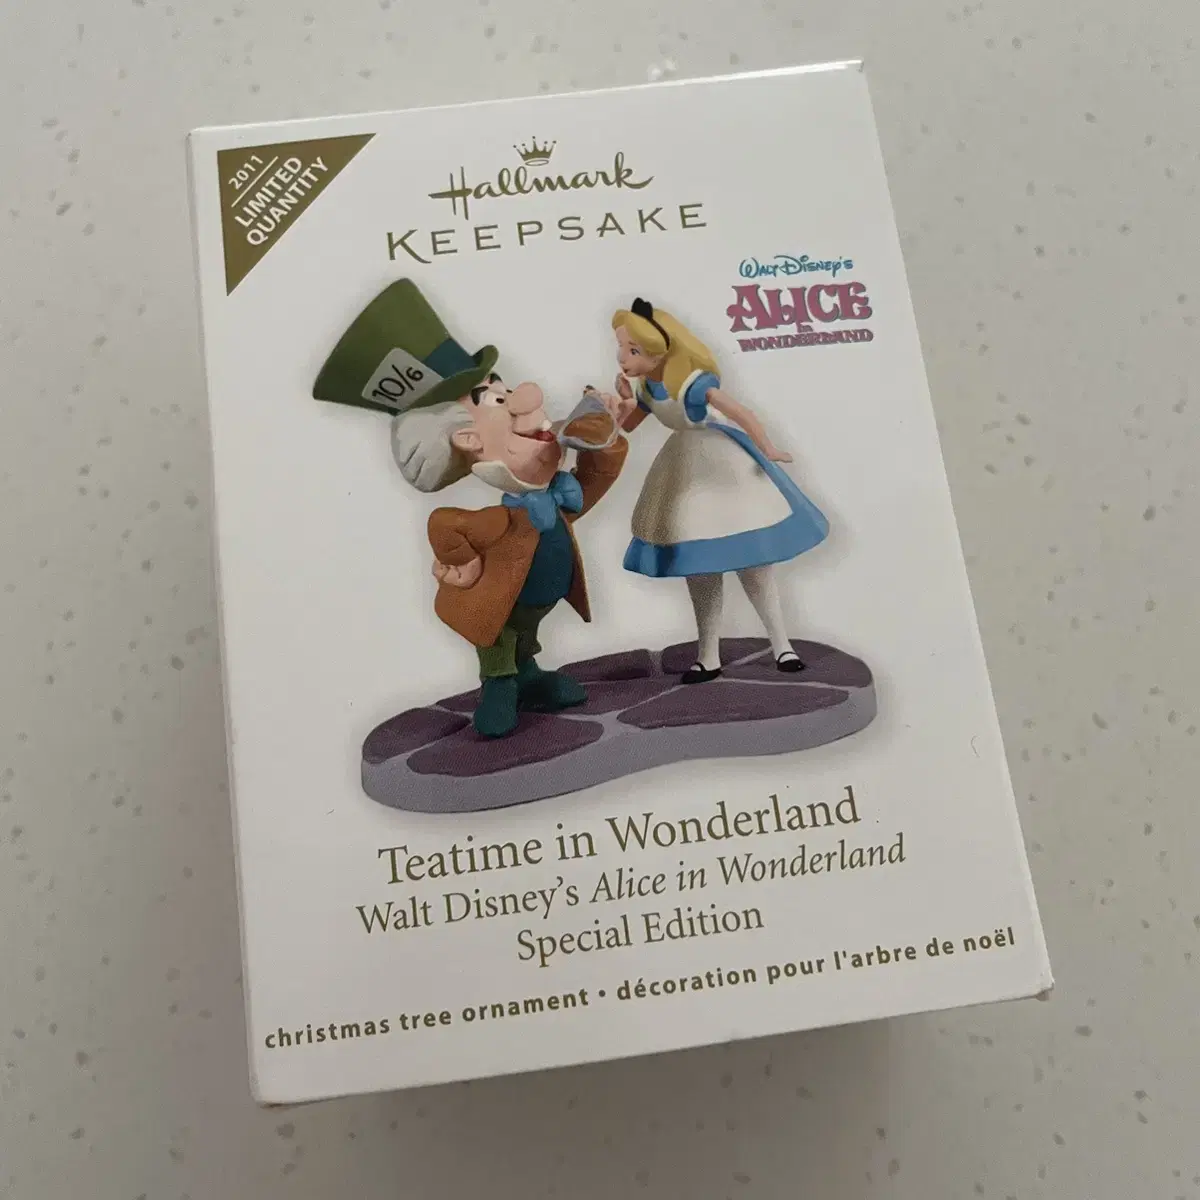 2011
LIMITED
QUANTITY
Hallmark
KEEPSAKE
WALT DISNEY'S
ALICE
in
WONDERLAND
10/6
Teatime in Wonderland
Walt Disney's Alice in Wonderland
Special Edition
christmas tree ornament • décoration pour l'arbre de noël